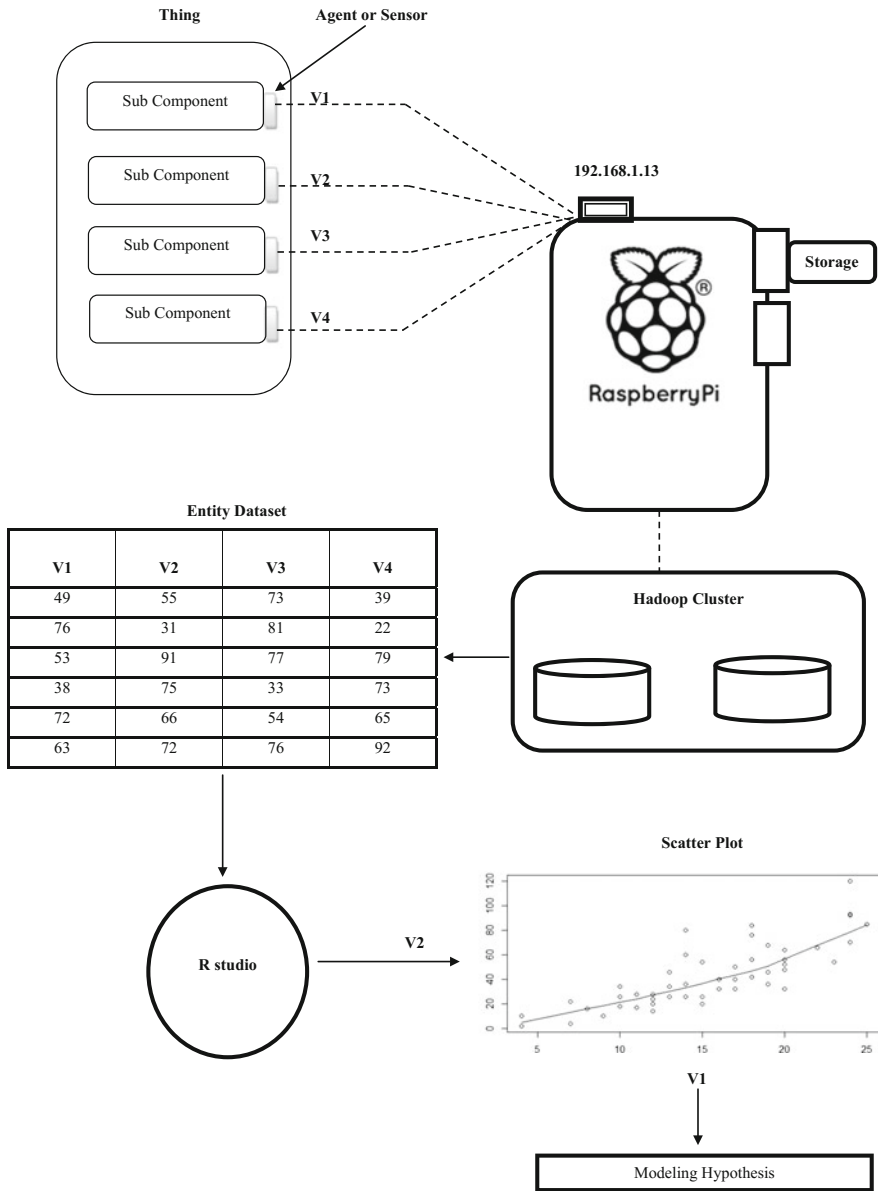 Thing
Agent or Sensor
Sub Component
V1
Sub Component
V2
Sub Component
V3
Sub Component
V4
192.168.1.13
Storage
®
RaspberryPi
Entity Dataset
V1 V2 V3 V4
49 55 73 39
76 31 81 22
53 91 77 79
38 75 33 73
72 66 54 65
63 72 76 92
Hadoop Cluster
R studio
V2
Scatter Plot
120
100
80
60
40
20
0
5 10 15 20 25
V1
Modeling Hypothesis